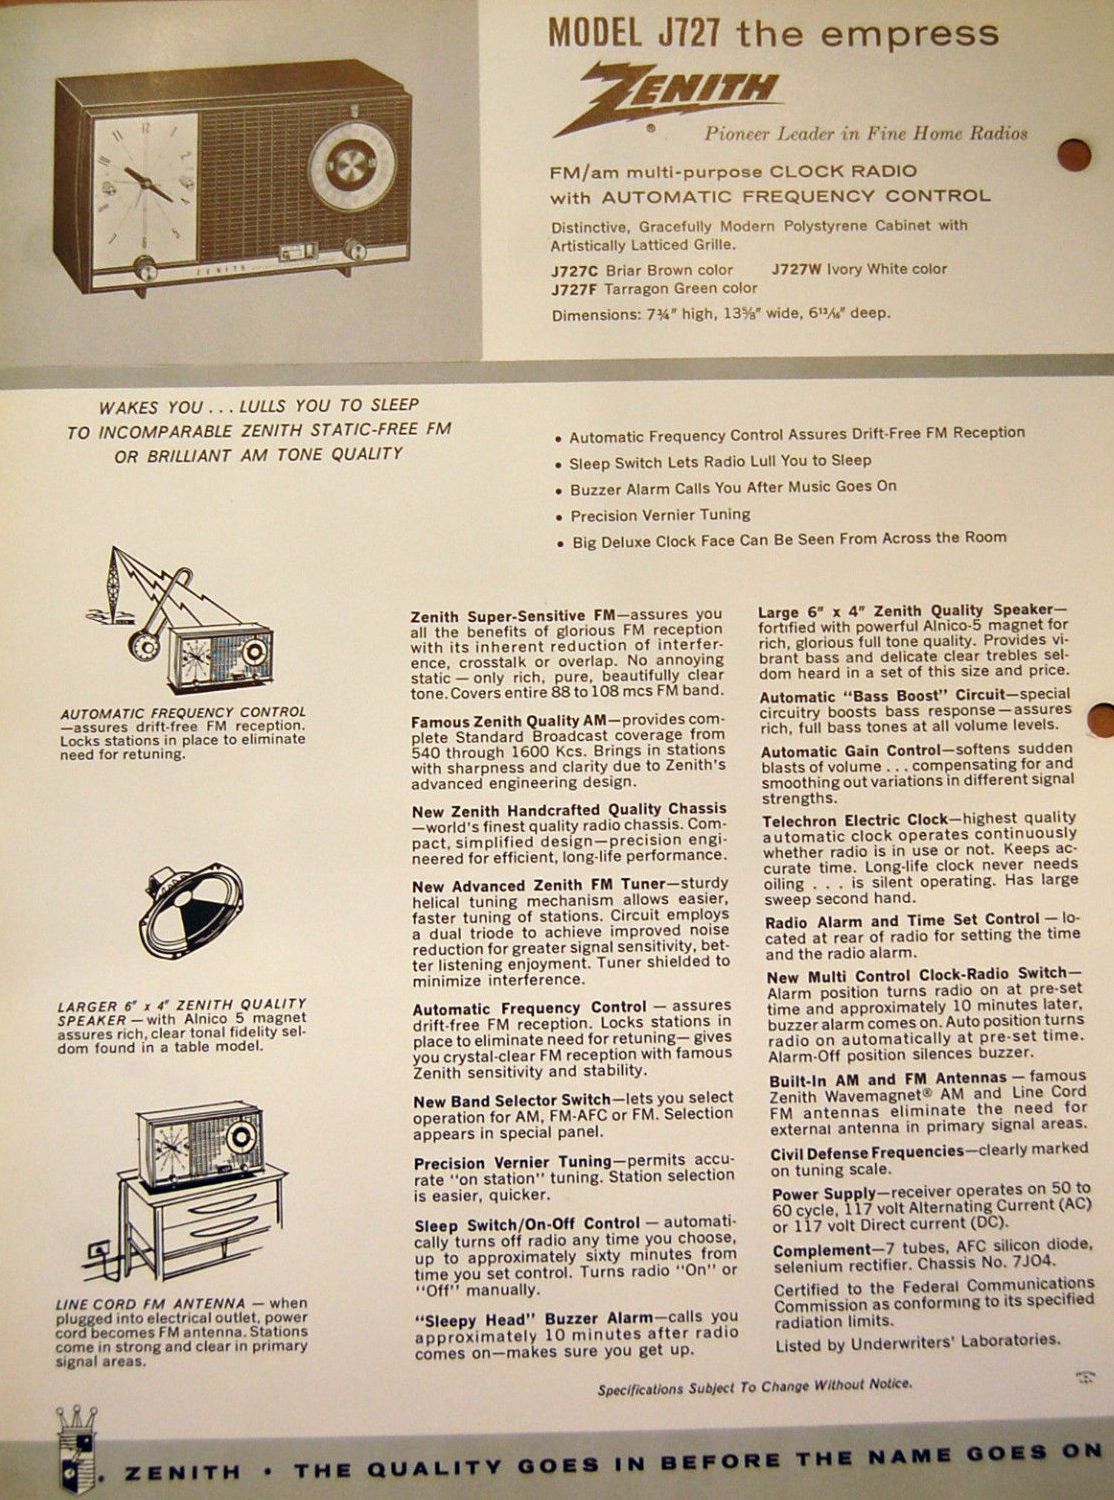 MODEL J727 the empress
ZENITH
®
Pioneer Leader in Fine Home Radios
FM/am multi-purpose CLOCK RADIO
with AUTOMATIC FREQUENCY CONTROL
Distinctive, Gracefully Modern Polystyrene Cabinet with
Artistically Latticed Grille.
J727C Briar Brown color J727W Ivory White color
J727F Tarragon Green color
Dimensions: 7¾" high, 13⅝" wide, 6¹³⁄₁₆" deep.
ZENITH
WAKES YOU . . . LULLS YOU TO SLEEP
TO INCOMPARABLE ZENITH STATIC-FREE FM
OR BRILLIANT AM TONE QUALITY
• Automatic Frequency Control Assures Drift-Free FM Reception
• Sleep Switch Lets Radio Lull You to Sleep
• Buzzer Alarm Calls You After Music Goes On
• Precision Vernier Tuning
• Big Deluxe Clock Face Can Be Seen From Across the Room
AUTOMATIC FREQUENCY CONTROL
—assures drift-free FM reception.
Locks stations in place to eliminate
need for retuning.
LARGER 6" x 4" ZENITH QUALITY
SPEAKER—with Alnico 5 magnet
assures rich, clear tonal fidelity sel-
dom found in a table model.
LINE CORD FM ANTENNA — when
plugged into electrical outlet, power
cord becomes FM antenna. Stations
come in strong and clear in primary
signal areas.
Zenith Super-Sensitive FM—assures you
all the benefits of glorious FM reception
with its inherent reduction of interfer-
ence, crosstalk or overlap. No annoying
static — only rich, pure, beautifully clear
tone. Covers entire 88 to 108 mcs FM band.
Famous Zenith Quality AM—provides com-
plete Standard Broadcast coverage from
540 through 1600 Kcs. Brings in stations
with sharpness and clarity due to Zenith's
advanced engineering design.
New Zenith Handcrafted Quality Chassis
—world's finest quality radio chassis. Com-
pact, simplified design—precision engi-
neered for efficient, long-life performance.
New Advanced Zenith FM Tuner—sturdy
helical tuning mechanism allows easier,
faster tuning of stations. Circuit employs
a dual triode to achieve improved noise
reduction for greater signal sensitivity, bet-
ter listening enjoyment. Tuner shielded to
minimize interference.
Automatic Frequency Control — assures
drift-free FM reception. Locks stations in
place to eliminate need for retuning— gives
you crystal-clear FM reception with famous
Zenith sensitivity and stability.
New Band Selector Switch—lets you select
operation for AM, FM-AFC or FM. Selection
appears in special panel.
Precision Vernier Tuning—permits accu-
rate "on station" tuning. Station selection
is easier, quicker.
Sleep Switch/On-Off Control — automati-
cally turns off radio any time you choose,
up to approximately sixty minutes from
time you set control. Turns radio "On" or
"Off" manually.
"Sleepy Head" Buzzer Alarm—calls you
approximately 10 minutes after radio
comes on—makes sure you get up.
Large 6" x 4" Zenith Quality Speaker—
fortified with powerful Alnico-5 magnet for
rich, glorious full tone quality. Provides vi-
brant bass and delicate clear trebles sel-
dom heard in a set of this size and price.
Automatic "Bass Boost" Circuit—special
circuitry boosts bass response—assures
rich, full bass tones at all volume levels.
Automatic Gain Control—softens sudden
blasts of volume . . . compensating for and
smoothing out variations in different signal
strengths.
Telechron Electric Clock—highest quality
automatic clock operates continuously
whether radio is in use or not. Keeps ac-
curate time. Long-life clock never needs
oiling . . . is silent operating. Has large
sweep second hand.
Radio Alarm and Time Set Control — lo-
cated at rear of radio for setting the time
and the radio alarm.
New Multi Control Clock-Radio Switch—
Alarm position turns radio on at pre-set
time and approximately 10 minutes later,
buzzer alarm comes on. Auto position turns
radio on automatically at pre-set time.
Alarm-Off position silences buzzer.
Built-In AM and FM Antennas — famous
Zenith Wavemagnet® AM and Line Cord
FM antennas eliminate the need for
external antenna in primary signal areas.
Civil Defense Frequencies—clearly marked
on tuning scale.
Power Supply—receiver operates on 50 to
60 cycle, 117 volt Alternating Current (AC)
or 117 volt Direct current (DC).
Complement—7 tubes, AFC silicon diode,
selenium rectifier. Chassis No. 7J04.
Certified to the Federal Communications
Commission as conforming to its specified
radiation limits.
Listed by Underwriters' Laboratories.
Specifications Subject To Change Without Notice.
• ZENITH • THE QUALITY GOES IN BEFORE THE NAME GOES ON